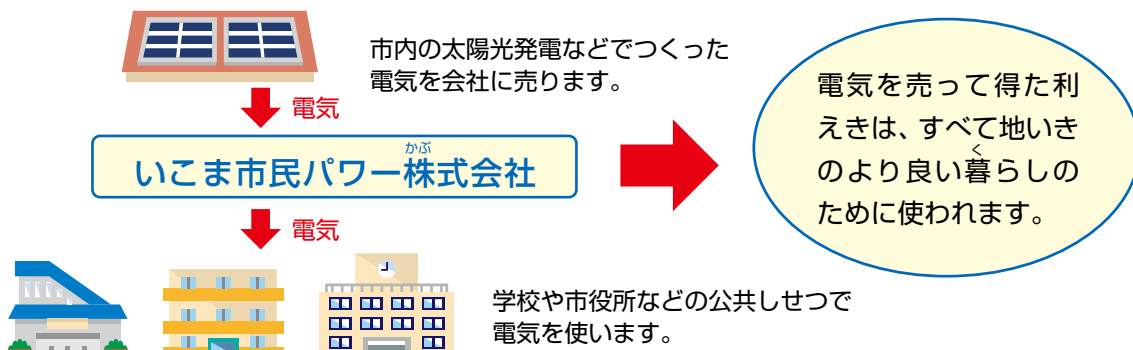 市内の太陽光発電などでつくった
電気を会社に売ります。
電気
かぶ
いこま市民パワー株式会社
電気
学校や市役所などの公共しせつで
電気を使います。
電気を売って得た利
えきは、すべて地いき
く
のより良い暮らしの
ために使われます。